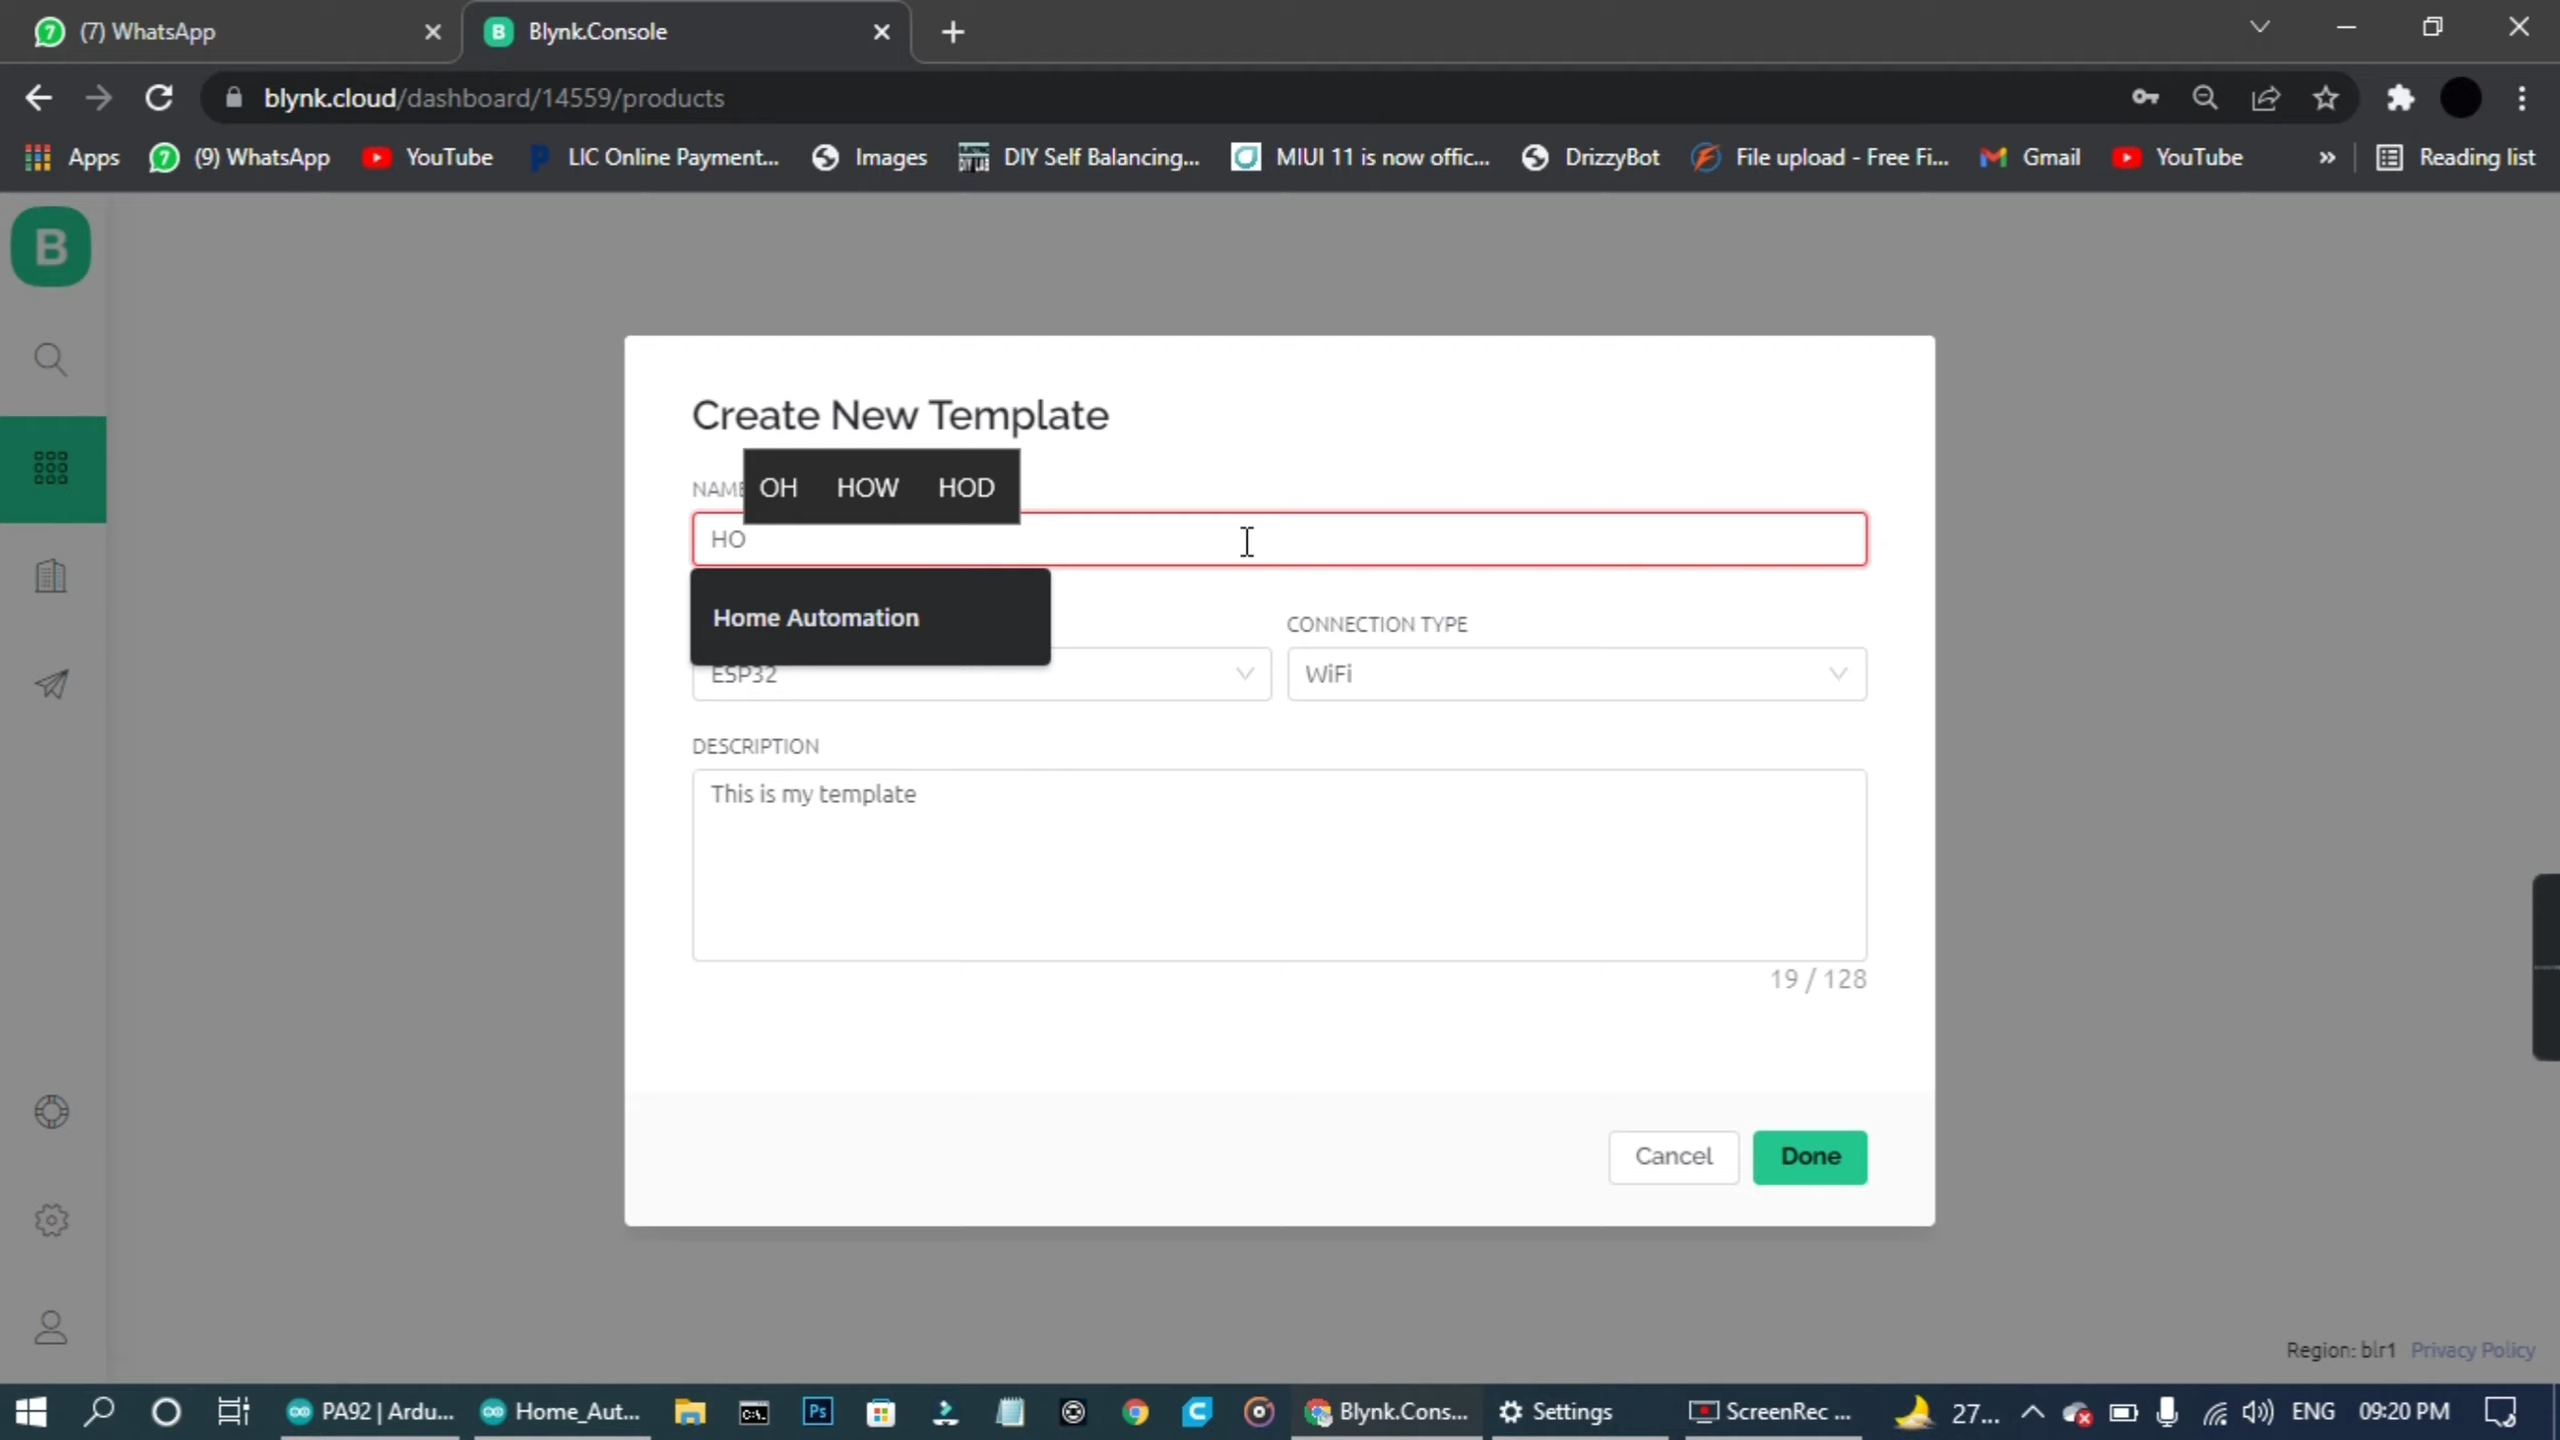 (7) WhatsApp
Blynk.Console
blynk.cloud/dashboard/14559/products
Apps
(9) WhatsApp
YouTube
LIC Online Payment...
Images
DIY Self Balancing...
MIUI 11 is now offic...
DrizzyBot
File upload - Free Fi...
Gmail
YouTube
»
Reading list
B
Create New Template
NAME
OH HOW HOD
HO
Home Automation
CONNECTION TYPE
ESP32
WiFi
DESCRIPTION
This is my template
19 / 128
Cancel
Done
Region: blr1 Privacy Policy
PA92 | Ardu...
Home_Aut...
Ps
Blynk.Cons...
Settings
ScreenRec ...
27...
ENG
09:20 PM